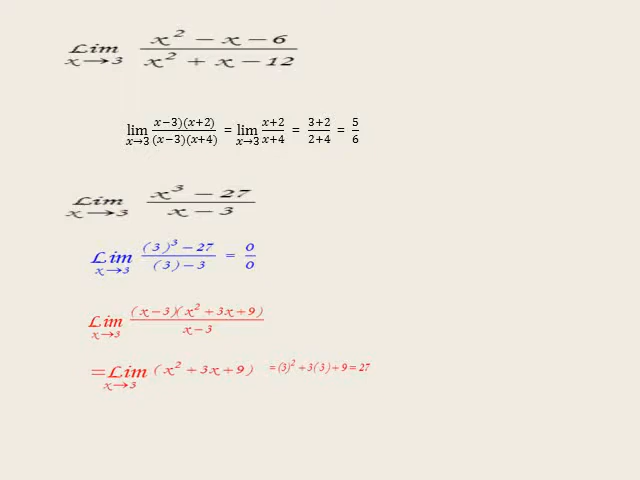 Lim x→3 x² − x − 6 / x² + x − 12
lim x→3 x−3)(x+2) / (x−3)(x+4) = lim x→3 x+2 / x+4 = 3+2 / 2+4 = 5 / 6
Lim x→3 x³ − 27 / x − 3
Lim x→3 (3)³ − 27 / (3) − 3 = 0 / 0
Lim x→3 (x−3)(x² + 3x + 9) / x−3
= Lim x→3 (x² + 3x + 9) = (3)² + 3(3) + 9 = 27